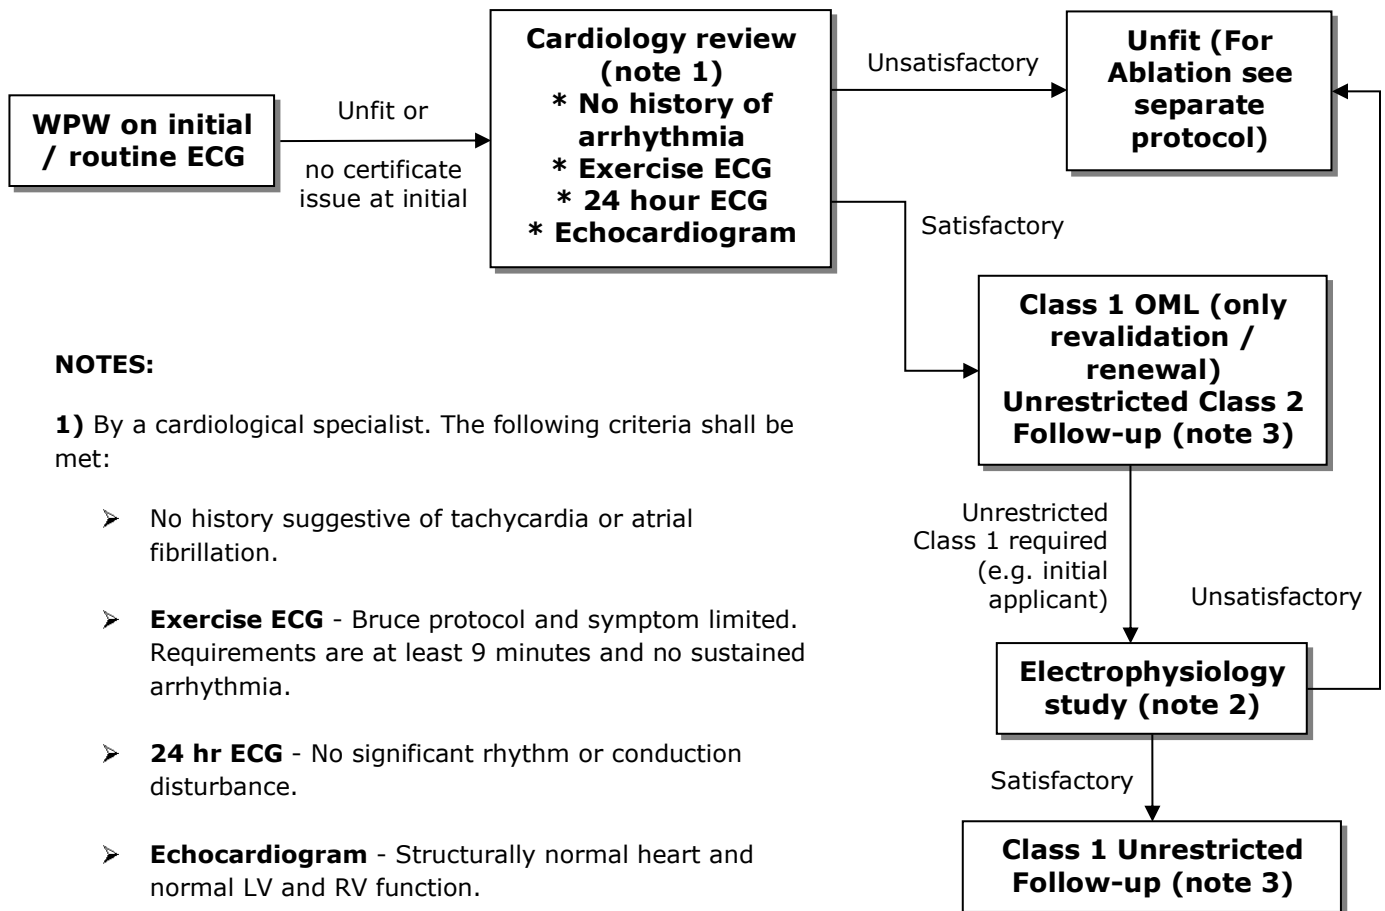 WPW on initial
/ routine ECG
Unfit or
no certificate
issue at initial
Cardiology review
(note 1)
* No history of
arrhythmia
* Exercise ECG
* 24 hour ECG
* Echocardiogram
Unsatisfactory
Unfit (For
Ablation see
separate
protocol)
Satisfactory
Class 1 OML (only
revalidation /
renewal)
Unrestricted Class 2
Follow-up (note 3)
Unrestricted
Class 1 required
(e.g. initial
applicant)
Unsatisfactory
Electrophysiology
study (note 2)
Satisfactory
Class 1 Unrestricted
Follow-up (note 3)
NOTES:
1) By a cardiological specialist. The following criteria shall be
met:
➢ No history suggestive of tachycardia or atrial
fibrillation.
➢ Exercise ECG - Bruce protocol and symptom limited.
Requirements are at least 9 minutes and no sustained
arrhythmia.
➢ 24 hr ECG - No significant rhythm or conduction
disturbance.
➢ Echocardiogram - Structurally normal heart and
normal LV and RV function.